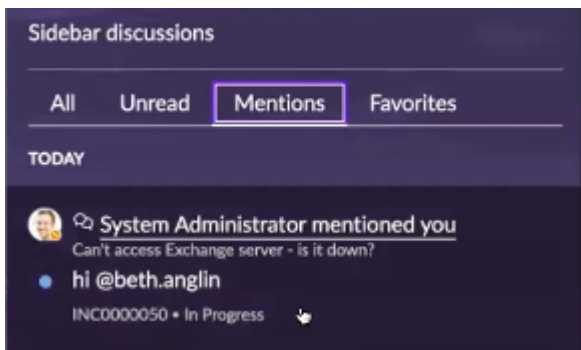 Sidebar discussions
All Unread Mentions Favorites
TODAY
System Administrator mentioned you
Can't access Exchange server - is it down?
hi @beth.anglin
INC0000050 • In Progress